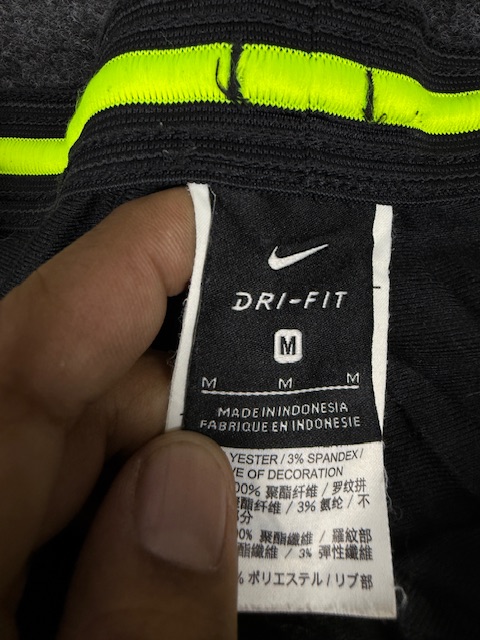 DRI-FIT
M
M M M
MADE IN INDONESIA
FABRIQUE EN INDONESIE
YESTER / 3% SPANDEX /
VE OF DECORATION
00% 聚酯纤维 / 罗纹拼
聚酯纤维 / 3% 氨纶 / 不
部分
00% 聚酯纖維 / 羅紋部
聚酯纖維 / 3% 彈性纖維
% ポリエステル / リブ部